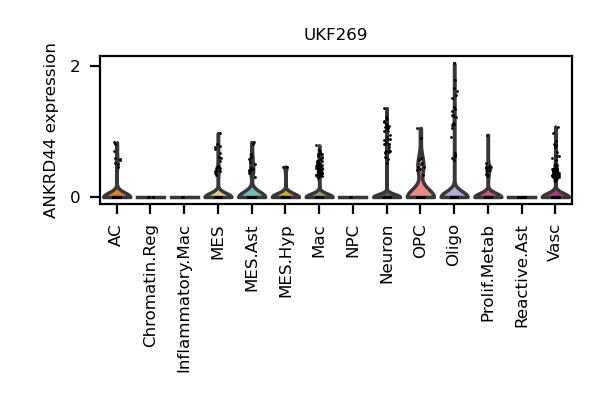 UKF269
ANKRD44 expression
2
0
AC
Chromatin.Reg
Inflammatory.Mac
MES
MES.Ast
MES.Hyp
Mac
NPC
Neuron
OPC
Oligo
Prolif.Metab
Reactive.Ast
Vasc